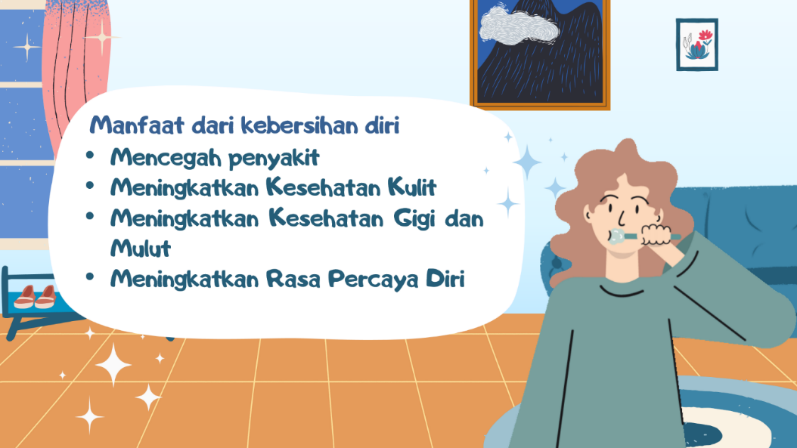 Manfaat dari kebersihan diri
• Mencegah penyakit
• Meningkatkan Kesehatan Kulit
• Meningkatkan Kesehatan Gigi dan
Mulut
• Meningkatkan Rasa Percaya Diri